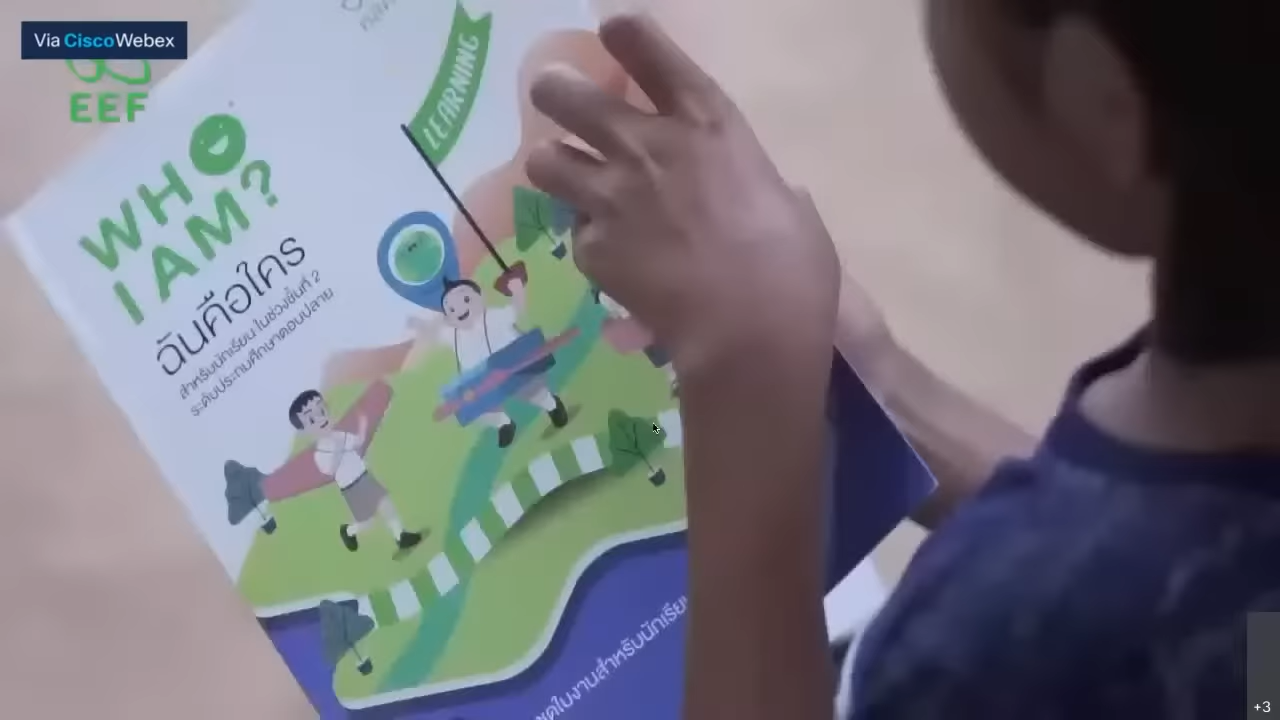 Via CiscoWebex
EEF
LEARNING
WHO
I AM?
ฉันคือใคร
สำหรับนักเรียน ในช่วงชั้นที่ 2
ระดับประถมศึกษาตอนปลาย
ชุดใบงานสำหรับนักเรียน
+3